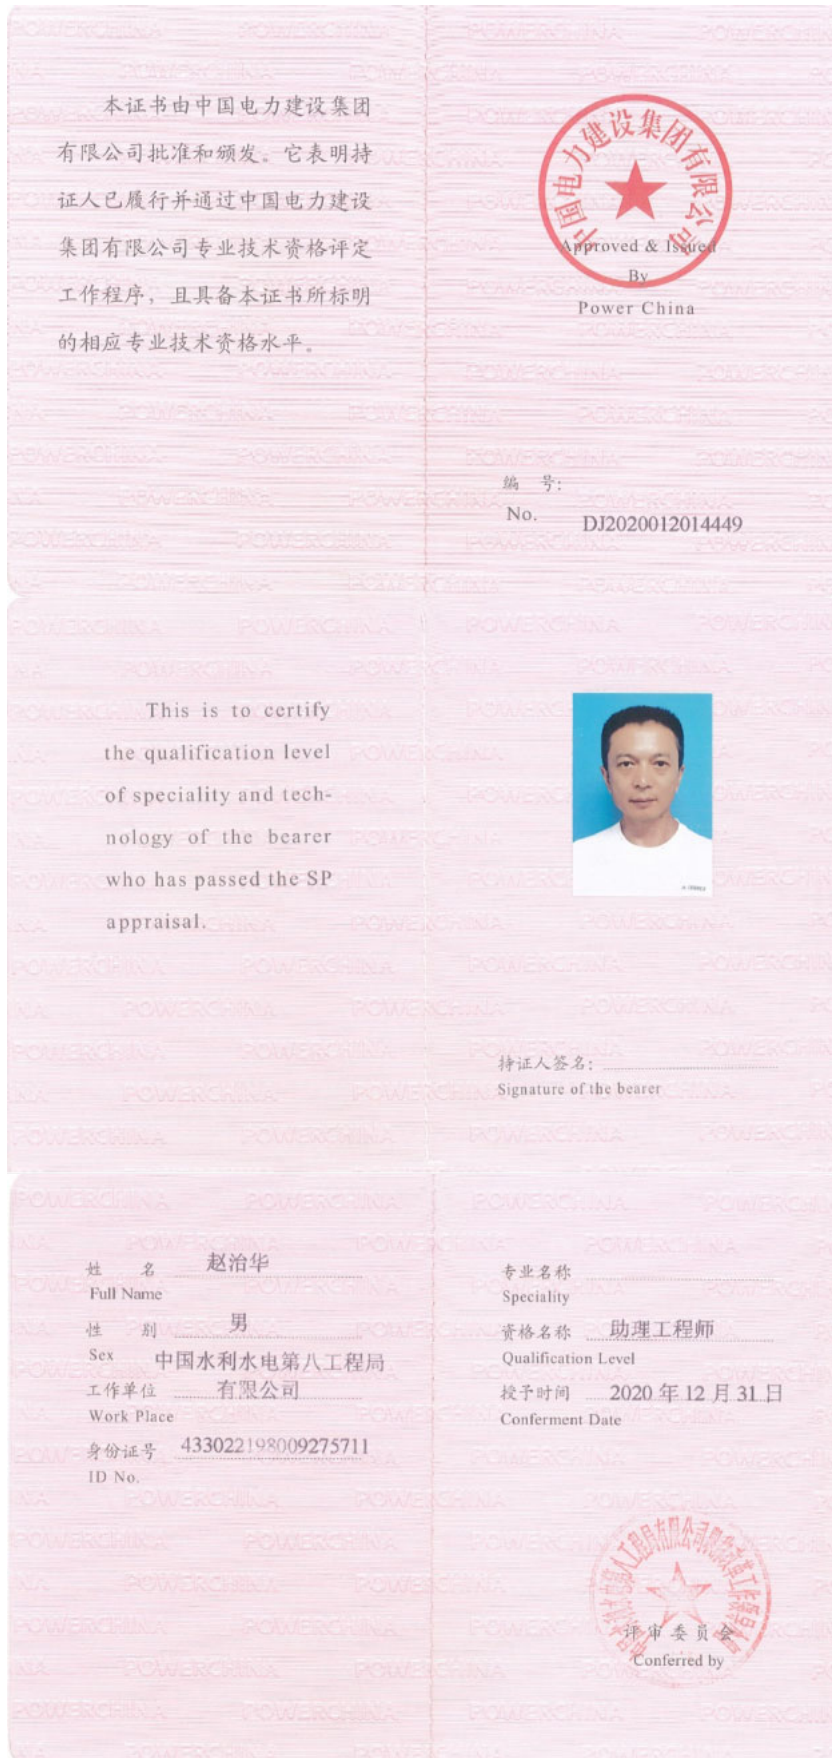 本证书由中国电力建设集团
有限公司批准和颁发。它表明持
证人已履行并通过中国电力建设
集团有限公司专业技术资格评定
工作程序，且具备本证书所标明
的相应专业技术资格水平。
中国电力建设集团有限公司
Approved & Issued
By
Power China
编 号:
No. DJ2020012014449
This is to certify
the qualification level
of speciality and tech-
nology of the bearer
who has passed the SP
appraisal.
持证人签名:
Signature of the bearer
姓 名 赵治华
Full Name
性 别 男
Sex
中国水利水电第八工程局
工作单位 有限公司
Work Place
身份证号 433022198009275711
ID No.
专业名称
Speciality
资格名称 助理工程师
Qualification Level
授予时间 2020 年 12 月 31 日
Conferment Date
评审委员会
Conferred by
POWERCHINA